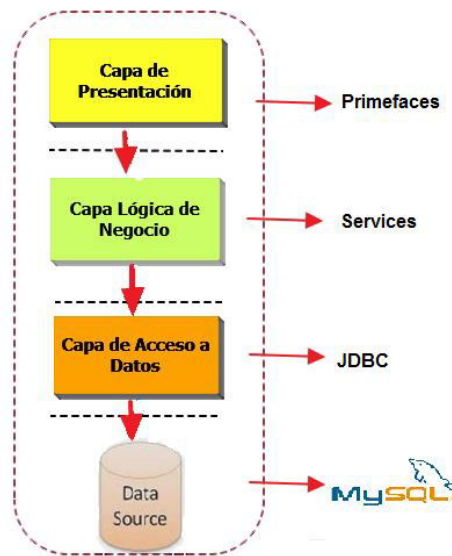 Capa de
Presentación
Primefaces
Capa Lógica de
Negocio
Services
Capa de Acceso a
Datos
JDBC
Data
Source
MySQL